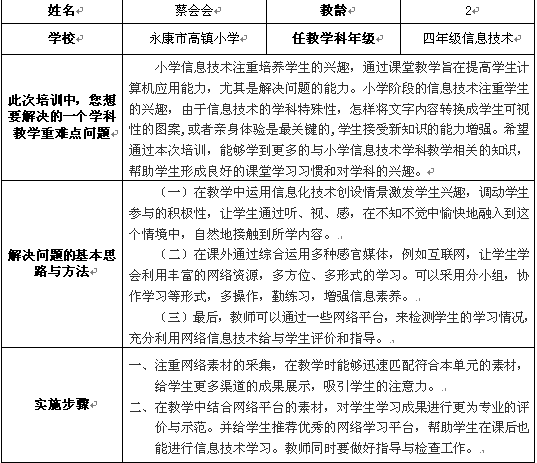 姓名 蔡会会 教龄 2
学校 永康市高镇小学 任教学科年级 四年级信息技术
此次培训中，您想
要解决的一个学科
教学重难点问题
小学信息技术注重培养学生的兴趣，通过课堂教学旨在提高学生计
算机应用能力，尤其是解决问题的能力。小学阶段的信息技术注重学生
的兴趣，由于信息技术的学科特殊性，怎样将文字内容转换成学生可视
性的图案,或者亲身体验是最关键的,学生接受新知识的能力增强。希望
通过本次培训，能够学到更多的与小学信息技术学科教学相关的知识，
帮助学生形成良好的课堂学习习惯和对学科的兴趣。
解决问题的基本思
路与方法
（一）在教学中运用信息化技术创设情景激发学生兴趣，调动学生
参与的积极性，让学生通过听、视、感，在不知不觉中愉快地融入到这
个情境中，自然地接触到所学内容。
（二）在课外通过综合运用多种感官媒介，例如互联网，让学生学
会利用丰富的网络资源，多方位、多形式的学习。可以采用分小组，协
作学习等形式，多操作，勤练习，增强信息素养。
（三）最后，教师可以通过一些网络平台，来检测学生的学习情况，
充分利用网络信息技术给与学生评价和指导。
实施步骤
一、注重网络素材的采集，在教学时能够迅速匹配符合本单元的素材，
给学生更多渠道的成果展示，吸引学生的注意力。
二、在教学中结合网络平台的素材，对学生学习成果进行更为专业的评
价与示范。并给学生推荐优秀的网络学习平台，帮助学生在课后也
能进行信息技术学习。教师同时要做好指导与检查工作。